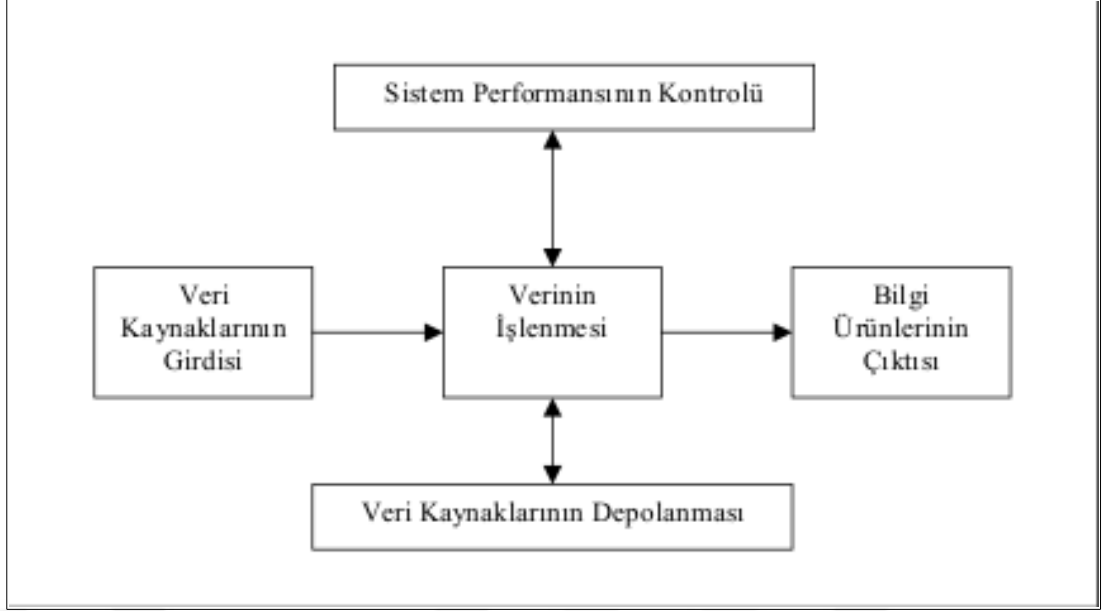 Sistem Performansının Kontrolü
Veri
Kaynaklarının
Girdisi
Verinin
İşlenmesi
Bilgi
Ürünlerinin
Çıktısı
Veri Kaynaklarının Depolanması